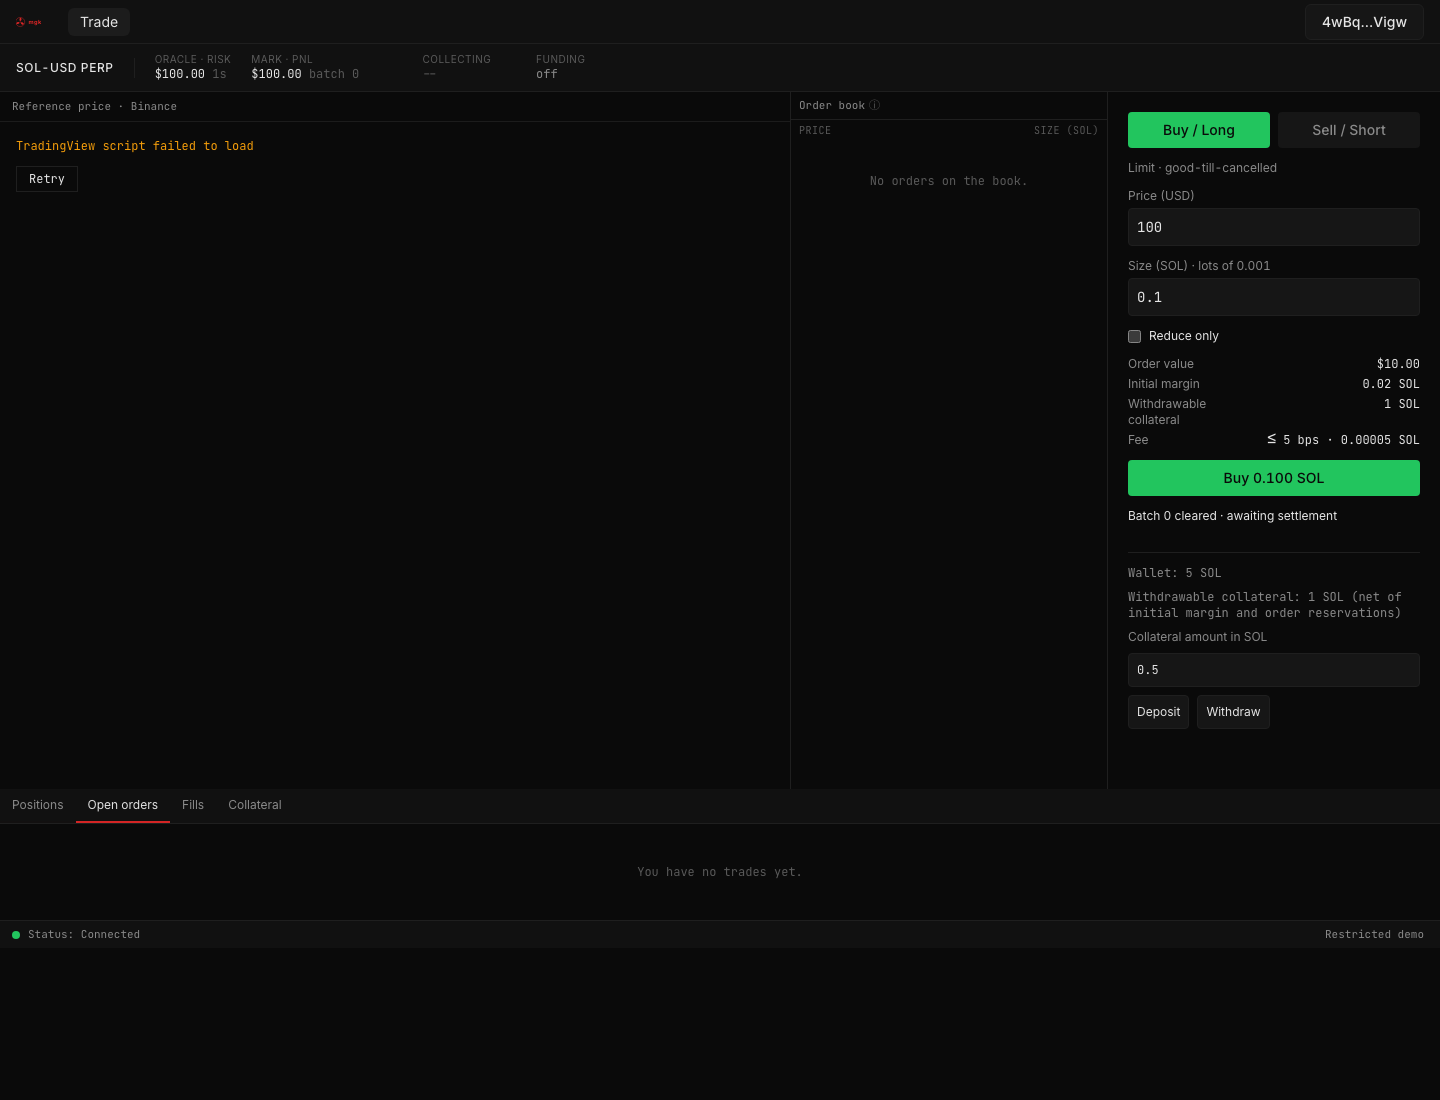 mgk
Trade
4wBq...Vigw
SOL-USD PERP
ORACLE · RISK
$100.00 1s
MARK · PNL
$100.00 batch 0
COLLECTING
--
FUNDING
off
Reference price · Binance
TradingView script failed to load
Retry
Order book ⓘ
PRICE SIZE (SOL)
No orders on the book.
Buy / Long
Sell / Short
Limit · good-till-cancelled
Price (USD)
100
Size (SOL) · lots of 0.001
0.1
Reduce only
Order value $10.00
Initial margin 0.02 SOL
Withdrawable 1 SOL
collateral
Fee ≤ 5 bps · 0.00005 SOL
Buy 0.100 SOL
Batch 0 cleared · awaiting settlement
Wallet: 5 SOL
Withdrawable collateral: 1 SOL (net of
initial margin and order reservations)
Collateral amount in SOL
0.5
Deposit
Withdraw
Positions
Open orders
Fills
Collateral
You have no trades yet.
Status: Connected
Restricted demo